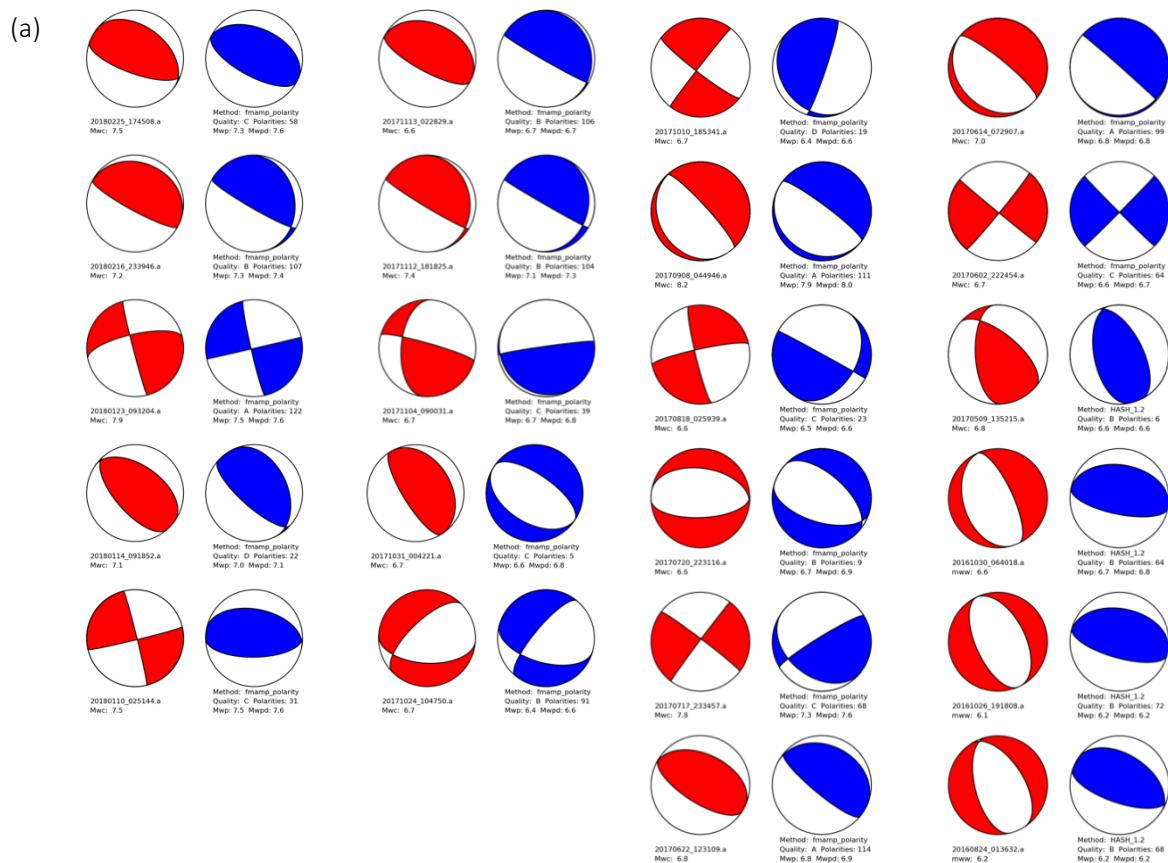 (a)
20180225_174508.a
Mwc: 7.5
Method: fmamp_polarity
Quality: C Polarities: 58
Mwp: 7.3 Mwpd: 7.6
20171113_022829.a
Mwc: 6.6
Method: fmamp_polarity
Quality: B Polarities: 106
Mwp: 6.7 Mwpd: 6.7
20171010_185341.a
Mwc: 6.7
Method: fmamp_polarity
Quality: D Polarities: 19
Mwp: 6.4 Mwpd: 6.6
20170614_072907.a
Mwc: 7.0
Method: fmamp_polarity
Quality: A Polarities: 99
Mwp: 6.8 Mwpd: 6.8
20180216_233946.a
Mwc: 7.2
Method: fmamp_polarity
Quality: B Polarities: 107
Mwp: 7.3 Mwpd: 7.4
20171112_181825.a
Mwc: 7.4
Method: fmamp_polarity
Quality: B Polarities: 104
Mwp: 7.1 Mwpd: 7.3
20170908_044946.a
Mwc: 8.2
Method: fmamp_polarity
Quality: A Polarities: 111
Mwp: 7.9 Mwpd: 8.0
20170602_222454.a
Mwc: 6.7
Method: fmamp_polarity
Quality: C Polarities: 64
Mwp: 6.6 Mwpd: 6.7
20180123_093204.a
Mwc: 7.9
Method: fmamp_polarity
Quality: A Polarities: 122
Mwp: 7.5 Mwpd: 7.6
20171104_090031.a
Mwc: 6.7
Method: fmamp_polarity
Quality: C Polarities: 39
Mwp: 6.7 Mwpd: 6.8
20170818_025939.a
Mwc: 6.6
Method: fmamp_polarity
Quality: C Polarities: 23
Mwp: 6.5 Mwpd: 6.6
20170509_135215.a
Mwc: 6.8
Method: HASH_1.2
Quality: B Polarities: 6
Mwp: 6.6 Mwpd: 6.6
20180114_091852.a
Mwc: 7.1
Method: fmamp_polarity
Quality: D Polarities: 22
Mwp: 7.0 Mwpd: 7.1
20171031_004221.a
Mwc: 6.7
Method: fmamp_polarity
Quality: C Polarities: 5
Mwp: 6.6 Mwpd: 6.8
20170720_223116.a
Mwc: 6.6
Method: fmamp_polarity
Quality: B Polarities: 9
Mwp: 6.7 Mwpd: 6.9
20161030_064018.a
mww: 6.6
Method: HASH_1.2
Quality: B Polarities: 64
Mwp: 6.7 Mwpd: 6.8
20180110_025144.a
Mwc: 7.5
Method: fmamp_polarity
Quality: C Polarities: 31
Mwp: 7.5 Mwpd: 7.6
20171024_104750.a
Mwc: 6.7
Method: fmamp_polarity
Quality: B Polarities: 91
Mwp: 6.4 Mwpd: 6.6
20170717_233457.a
Mwc: 7.8
Method: fmamp_polarity
Quality: C Polarities: 68
Mwp: 7.3 Mwpd: 7.6
20161026_191808.a
mww: 6.1
Method: HASH_1.2
Quality: B Polarities: 72
Mwp: 6.2 Mwpd: 6.2
20170622_123109.a
Mwc: 6.8
Method: fmamp_polarity
Quality: A Polarities: 114
Mwp: 6.8 Mwpd: 6.9
20160824_013632.a
mww: 6.2
Method: HASH_1.2
Quality: B Polarities: 68
Mwp: 6.2 Mwpd: 6.2